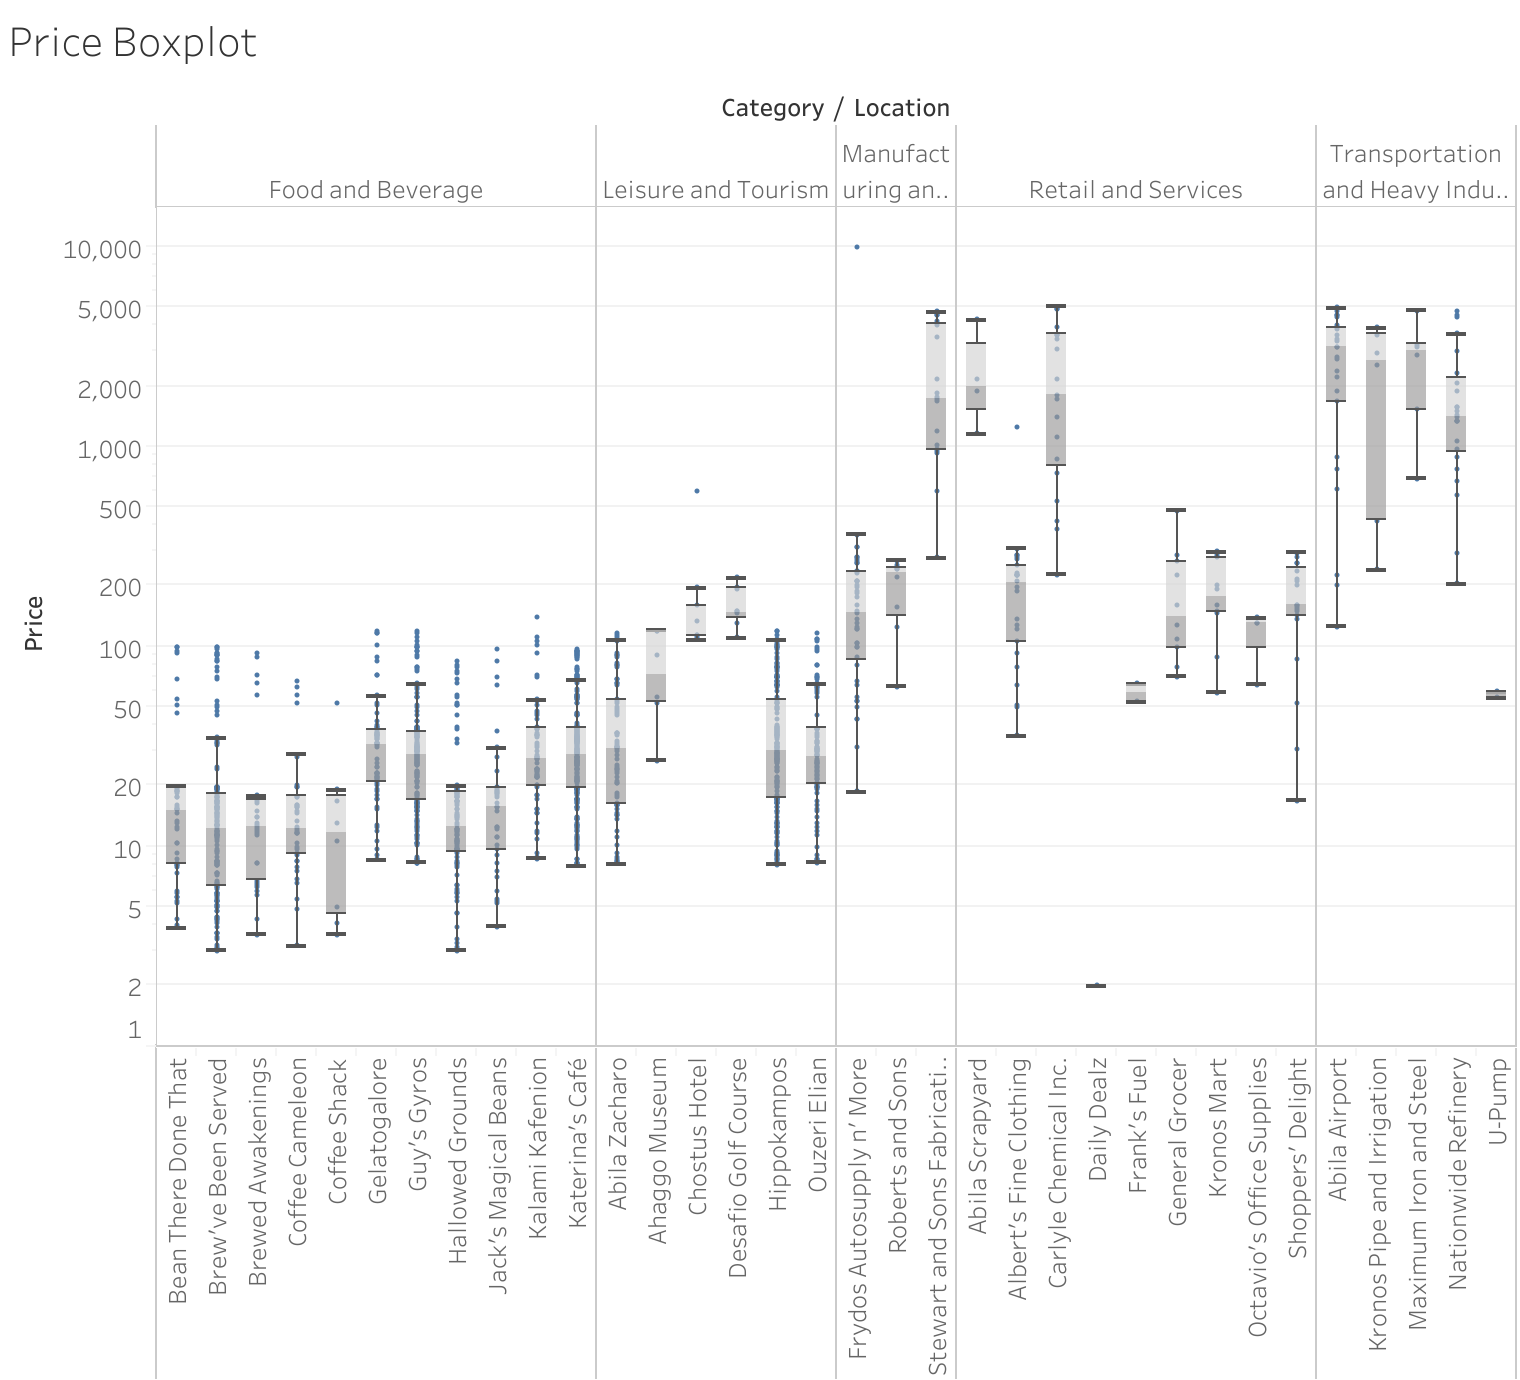 Price Boxplot
Category / Location
Food and Beverage
Leisure and Tourism
Manufact
uring an..
Retail and Services
Transportation
and Heavy Indu..
Price
10,000
5,000
2,000
1,000
500
200
100
50
20
10
5
2
1
Bean There Done That
Brew've Been Served
Brewed Awakenings
Coffee Cameleon
Coffee Shack
Gelatogalore
Guy's Gyros
Hallowed Grounds
Jack's Magical Beans
Kalami Kafenion
Katerina's Café
Abila Zacharo
Ahaggo Museum
Chostus Hotel
Desafio Golf Course
Hippokampos
Ouzeri Elian
Frydos Autosupply n' More
Roberts and Sons
Stewart and Sons Fabricati..
Abila Scrapyard
Albert's Fine Clothing
Carlyle Chemical Inc.
Daily Dealz
Frank's Fuel
General Grocer
Kronos Mart
Octavio's Office Supplies
Shoppers' Delight
Abila Airport
Kronos Pipe and Irrigation
Maximum Iron and Steel
Nationwide Refinery
U-Pump